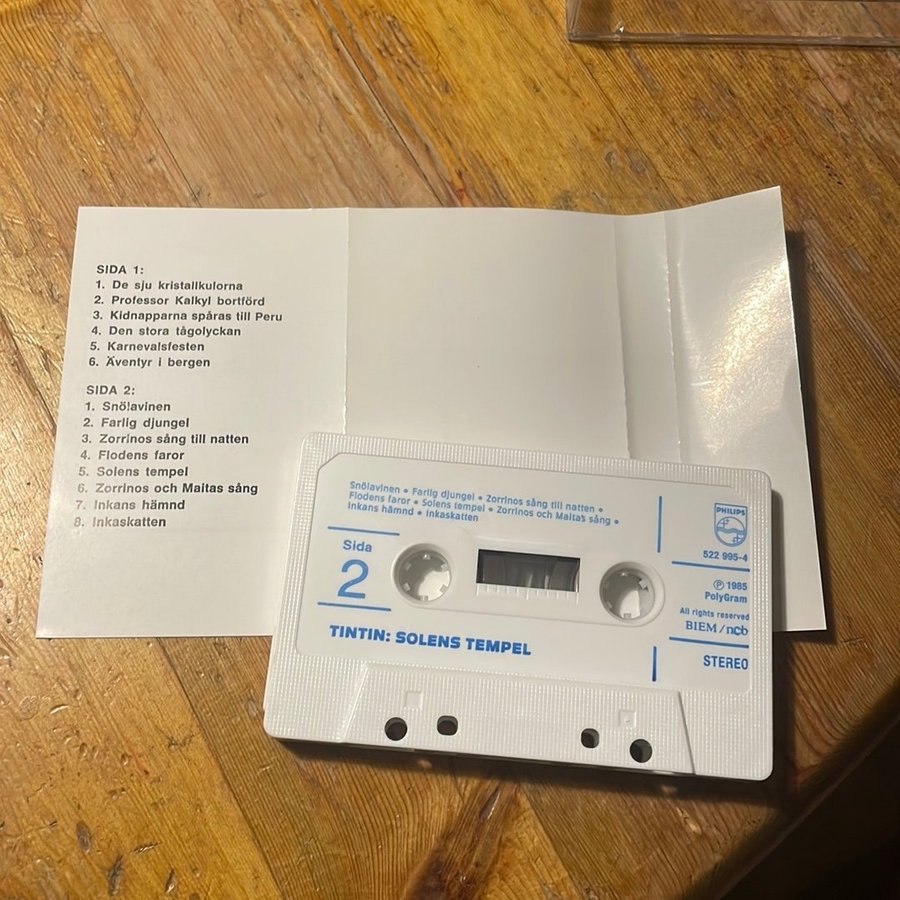 SIDA 1:
1. De sju kristallkulorna
2. Professor Kalkyl bortförd
3. Kidnapparna spåras till Peru
4. Den stora tågolyckan
5. Karnevalsfesten
6. Äventyr i bergen
SIDA 2:
1. Snölavinen
2. Farlig djungel
3. Zorrinos sång till natten
4. Flodens faror
5. Solens tempel
6. Zorrinos och Maitas sång
7. Inkans hämnd
8. Inkaskatten
Snölavinen • Farlig djungel • Zorrinos sång till natten •
Flodens faror • Solens tempel • Zorrinos och Maita's sång •
Inkans hämnd • Inkaskatten
Sida
2
TINTIN: SOLENS TEMPEL
PHILIPS
522 995-4
℗ 1985
PolyGram
All rights reserved
BIEM/ncb
STEREO